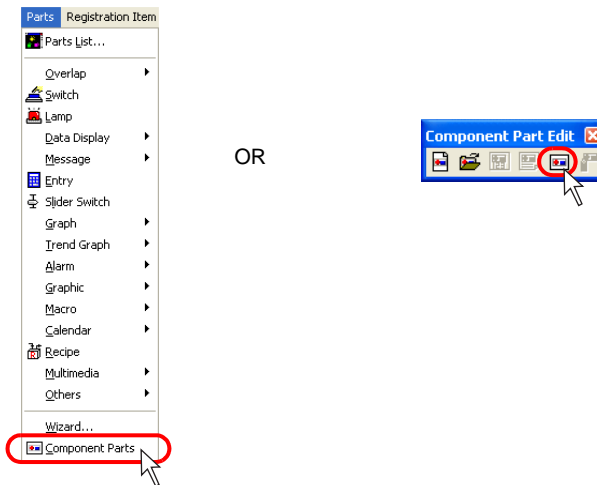 Parts Registration Item
Parts List...
Overlap
Switch
Lamp
Data Display
Message
Entry
Slider Switch
Graph
Trend Graph
Alarm
Graphic
Macro
Calendar
Recipe
Multimedia
Others
Wizard...
Component Parts
OR
Component Part Edit